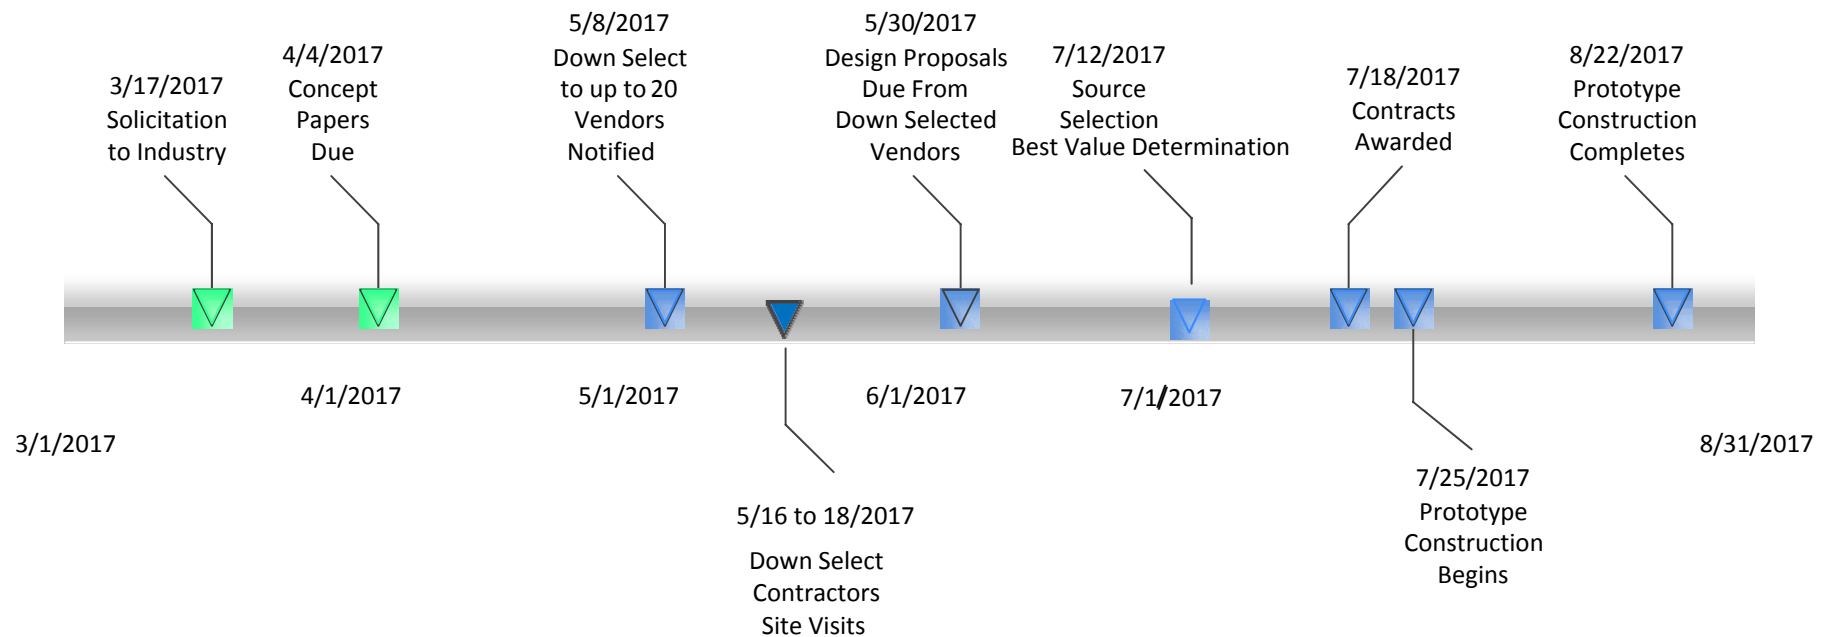 3/17/2017
Solicitation
to Industry
4/4/2017
Concept
Papers
Due
5/8/2017
Down Select
to up to 20
Vendors
Notified
5/30/2017
Design Proposals
Due From
Down Selected
Vendors
7/12/2017
Source
Selection
Best Value Determination
7/18/2017
Contracts
Awarded
8/22/2017
Prototype
Construction
Completes
3/1/2017
4/1/2017
5/1/2017
6/1/2017
7/1/2017
8/31/2017
5/16 to 18/2017
Down Select
Contractors
Site Visits
7/25/2017
Prototype
Construction
Begins